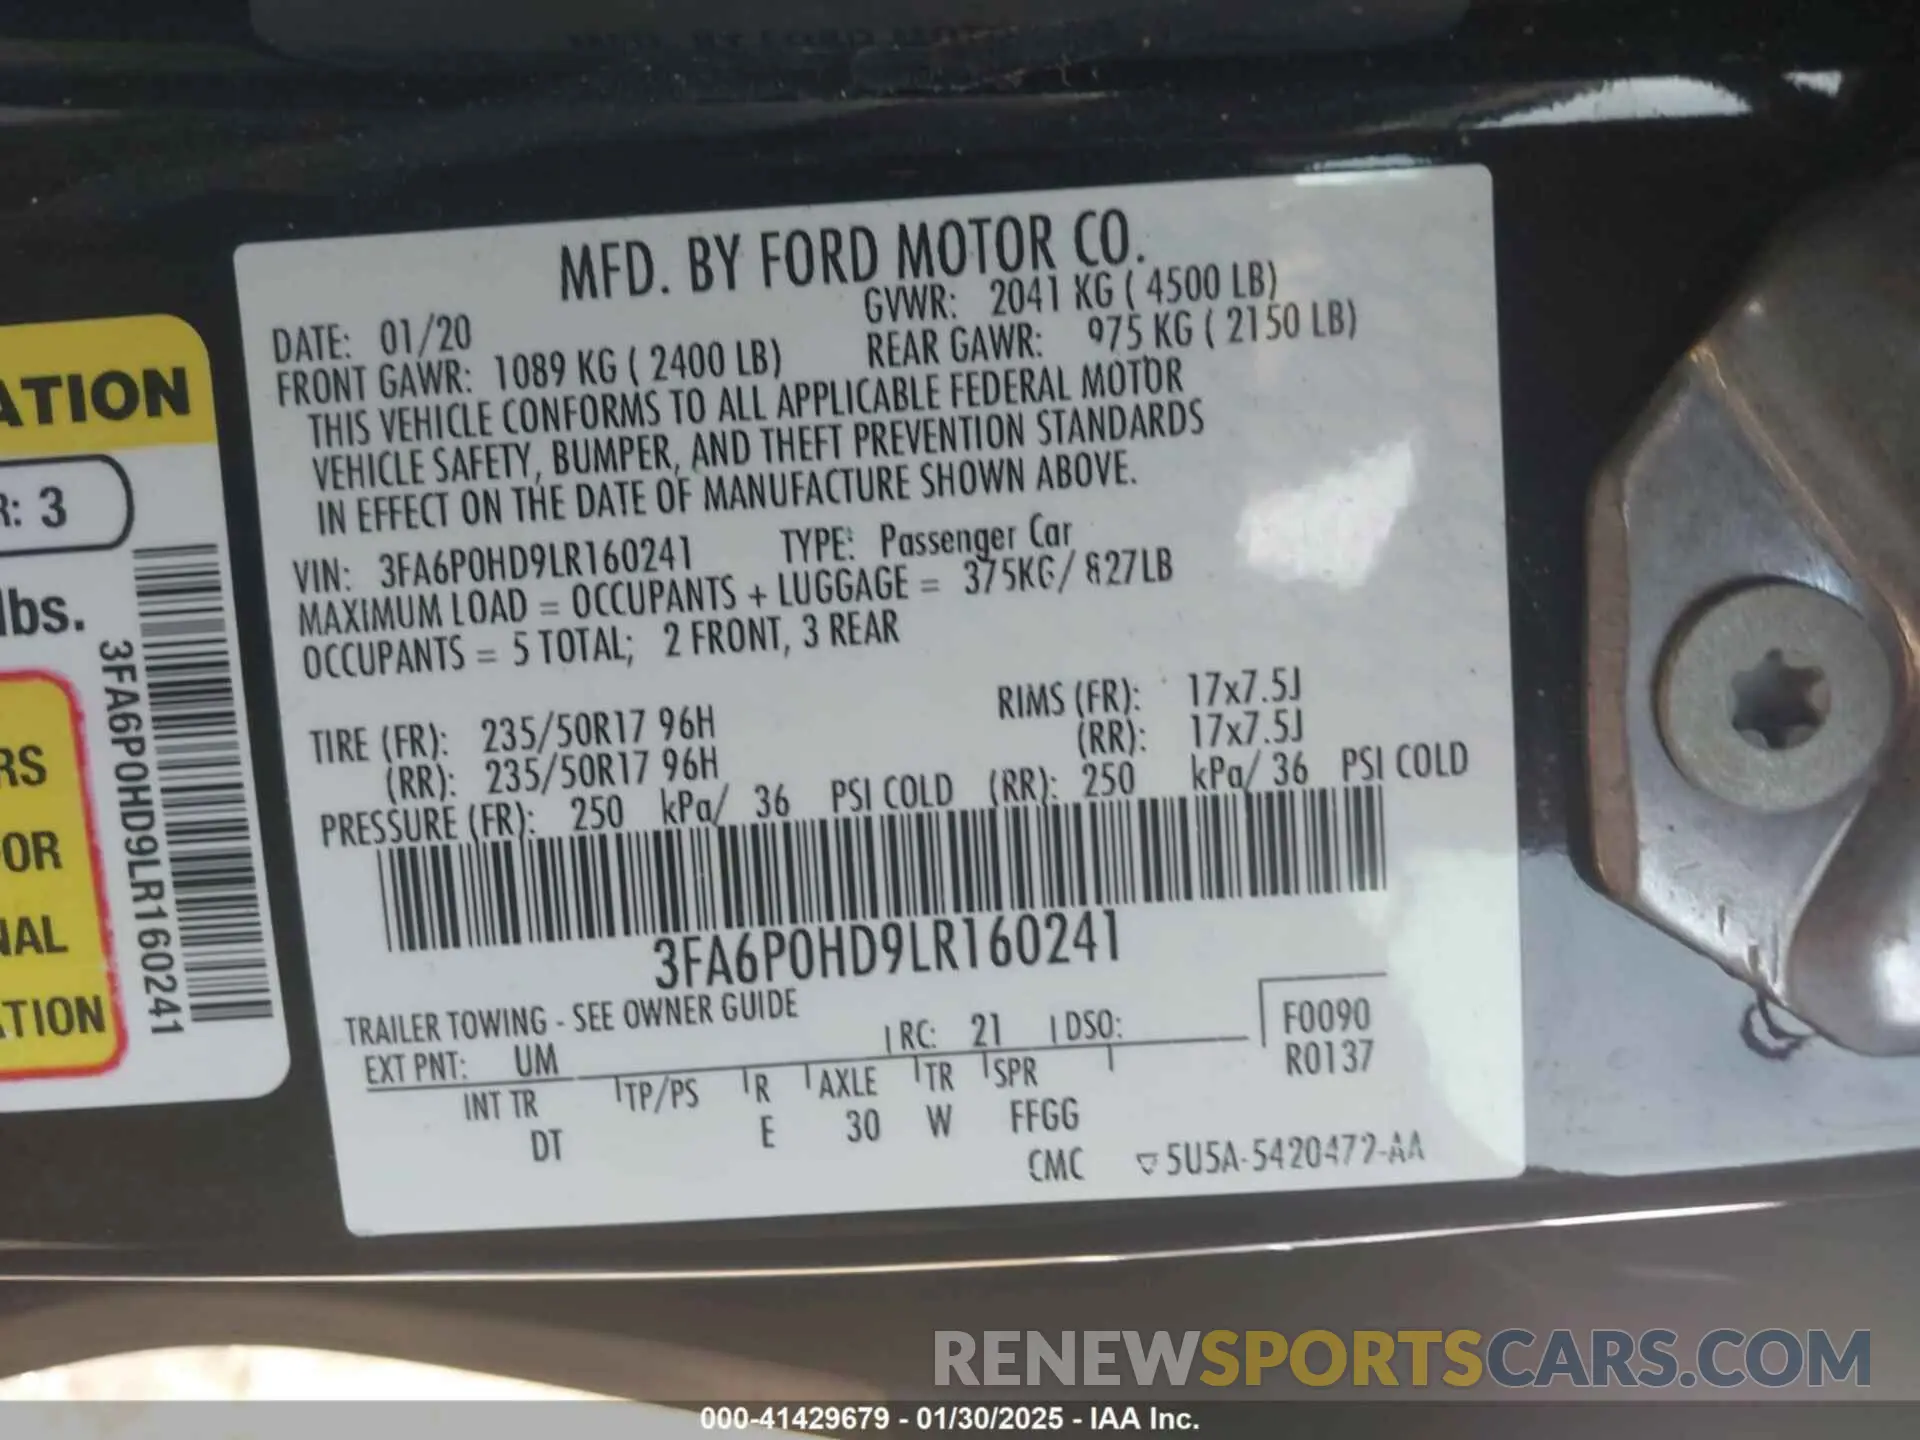 MFD. BY FORD MOTOR CO.
DATE: 01/20
GVWR: 2041 KG ( 4500 LB)
FRONT GAWR: 1089 KG ( 2400 LB)
REAR GAWR: 975 KG ( 2150 LB)
THIS VEHICLE CONFORMS TO ALL APPLICABLE FEDERAL MOTOR
VEHICLE SAFETY, BUMPER, AND THEFT PREVENTION STANDARDS
IN EFFECT ON THE DATE OF MANUFACTURE SHOWN ABOVE.
VIN: 3FA6P0HD9LR160241 TYPE: Passenger Car
MAXIMUM LOAD = OCCUPANTS + LUGGAGE = 375KG/ 827LB
OCCUPANTS = 5 TOTAL; 2 FRONT, 3 REAR
TIRE (FR): 235/50R17 96H RIMS (FR): 17x7.5J
(RR): 235/50R17 96H (RR): 17x7.5J
PRESSURE (FR): 250 kPa/ 36 PSI COLD (RR): 250 kPa/ 36 PSI COLD
3FA6P0HD9LR160241
TRAILER TOWING - SEE OWNER GUIDE
EXT PNT: UM RC: 21 DSO:
F0090
R0137
INT TR TP/PS R AXLE TR SPR
DT E 30 W FFGG
CMC 5U5A-5420472-AA
ATION
R: 3
lbs.
3FA6P0HD9LR160241
RS
OR
NAL
TION
RENEWSPORTSCARS.COM
000-41429679 - 01/30/2025 - IAA Inc.